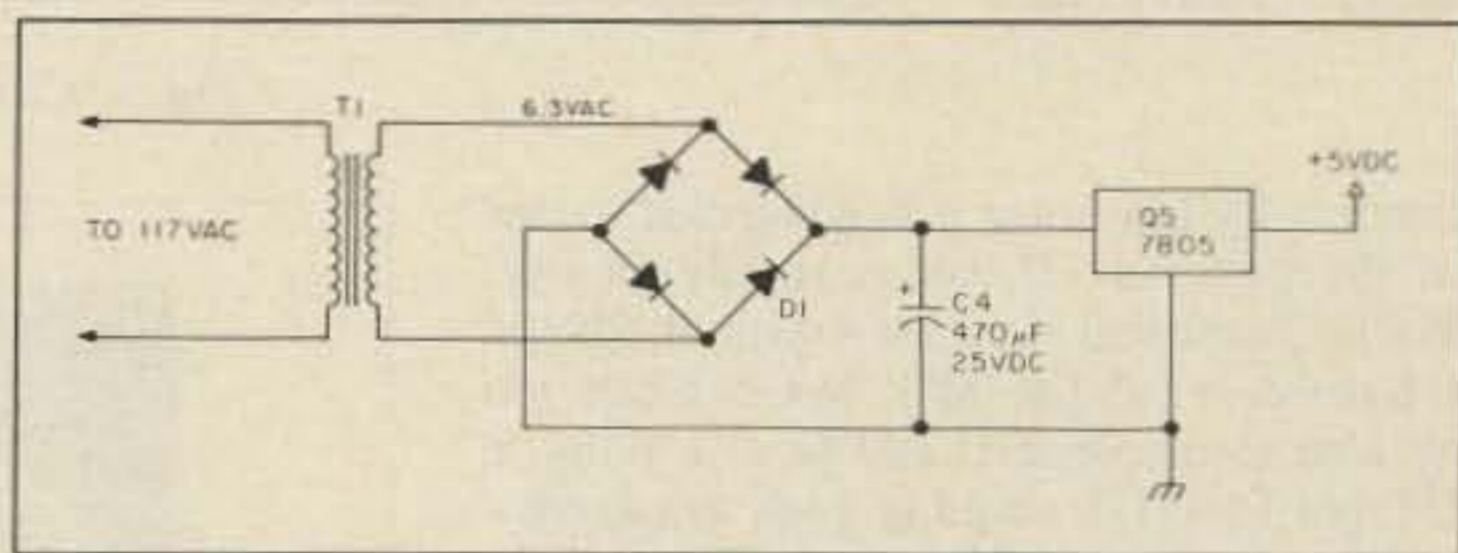 T1
6.3VAC
+5VDC
TO 117VAC
Q5
7805
D1
+
C4
470µF
25VDC